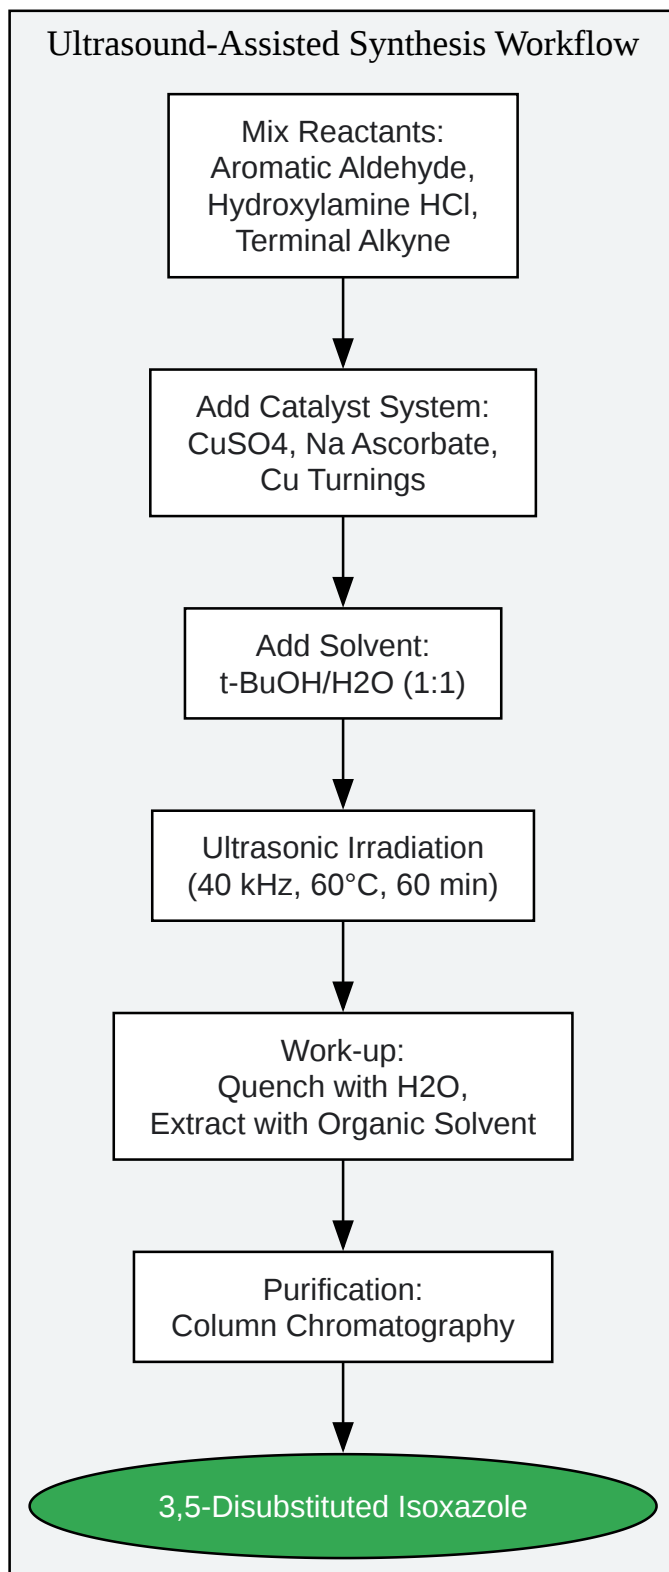 Ultrasound-Assisted Synthesis Workflow
Mix Reactants:
Aromatic Aldehyde,
Hydroxylamine HCl,
Terminal Alkyne
Add Catalyst System:
CuSO4, Na Ascorbate,
Cu Turnings
Add Solvent:
t-BuOH/H2O (1:1)
Ultrasonic Irradiation
(40 kHz, 60°C, 60 min)
Work-up:
Quench with H2O,
Extract with Organic Solvent
Purification:
Column Chromatography
3,5-Disubstituted Isoxazole